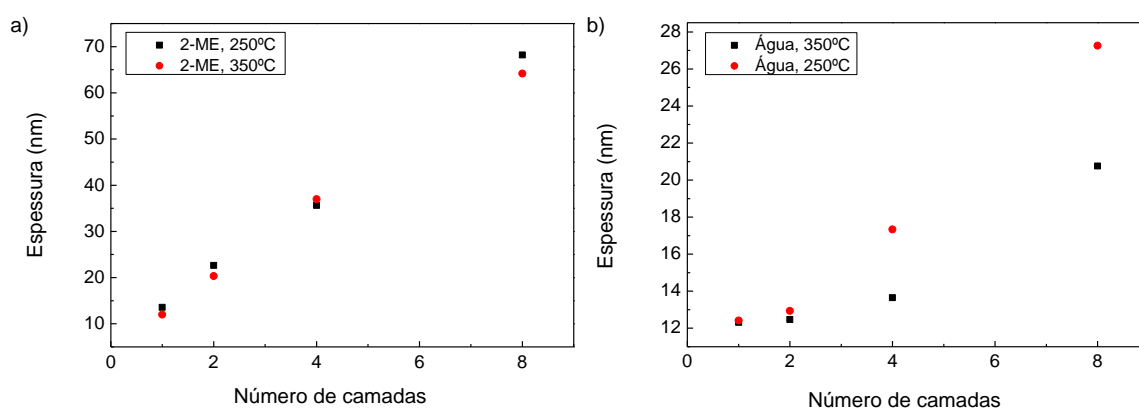 a)
2-ME, 250ºC
2-ME, 350ºC
Espessura (nm)
70
60
50
40
30
20
10
0
2
4
6
8
Número de camadas
b)
Água, 350ºC
Água, 250ºC
Espessura (nm)
28
26
24
22
20
18
16
14
12
0
2
4
6
8
Número de camadas